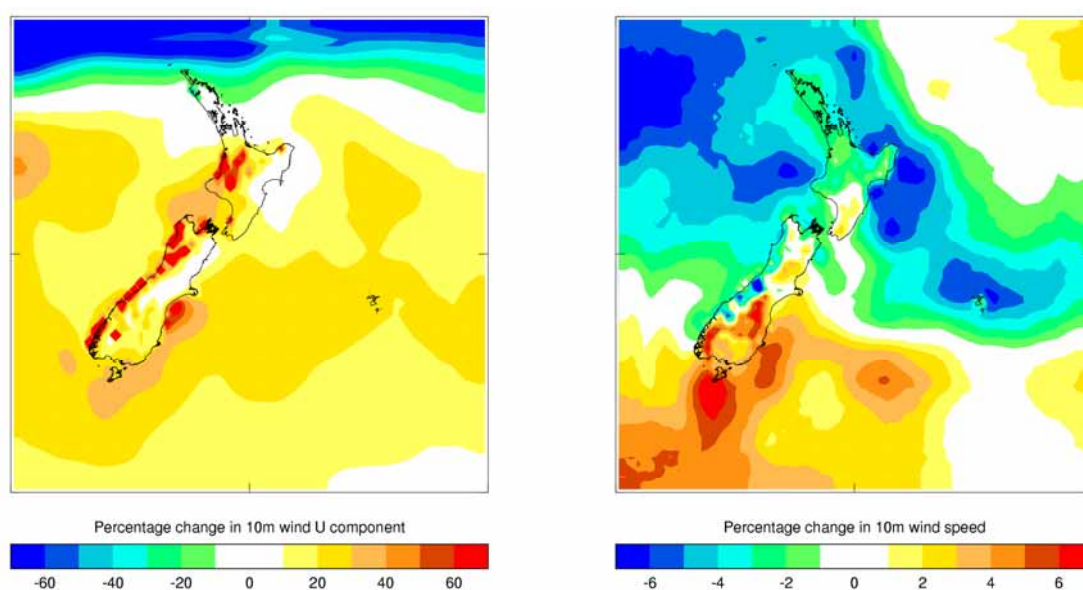 Percentage change in 10m wind U component
-60 -40 -20 0 20 40 60
Percentage change in 10m wind speed
-6 -4 -2 0 2 4 6